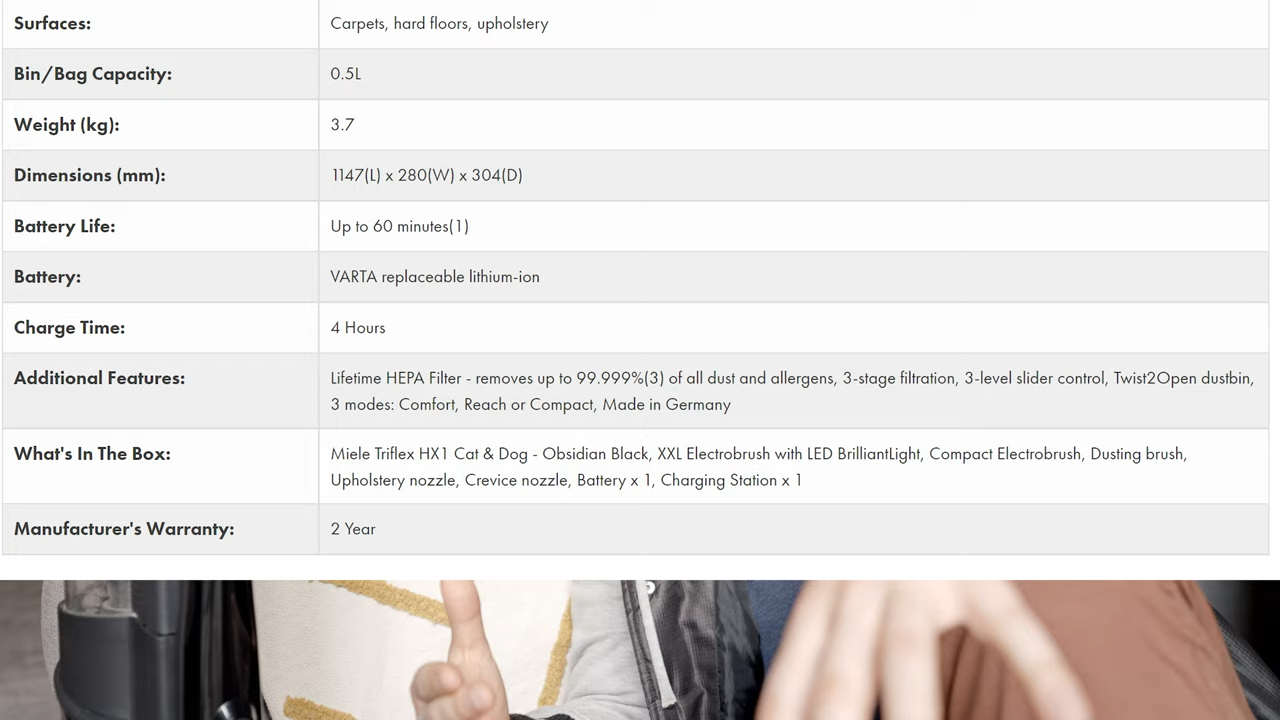 Surfaces: Carpets, hard floors, upholstery
Bin/Bag Capacity: 0.5L
Weight (kg): 3.7
Dimensions (mm): 1147(L) x 280(W) x 304(D)
Battery Life: Up to 60 minutes(1)
Battery: VARTA replaceable lithium-ion
Charge Time: 4 Hours
Additional Features: Lifetime HEPA Filter - removes up to 99.999%(3) of all dust and allergens, 3-stage filtration, 3-level slider control, Twist2Open dustbin,
3 modes: Comfort, Reach or Compact, Made in Germany
What's In The Box: Miele Triflex HX1 Cat & Dog - Obsidian Black, XXL Electrobrush with LED BrilliantLight, Compact Electrobrush, Dusting brush,
Upholstery nozzle, Crevice nozzle, Battery x 1, Charging Station x 1
Manufacturer's Warranty: 2 Year